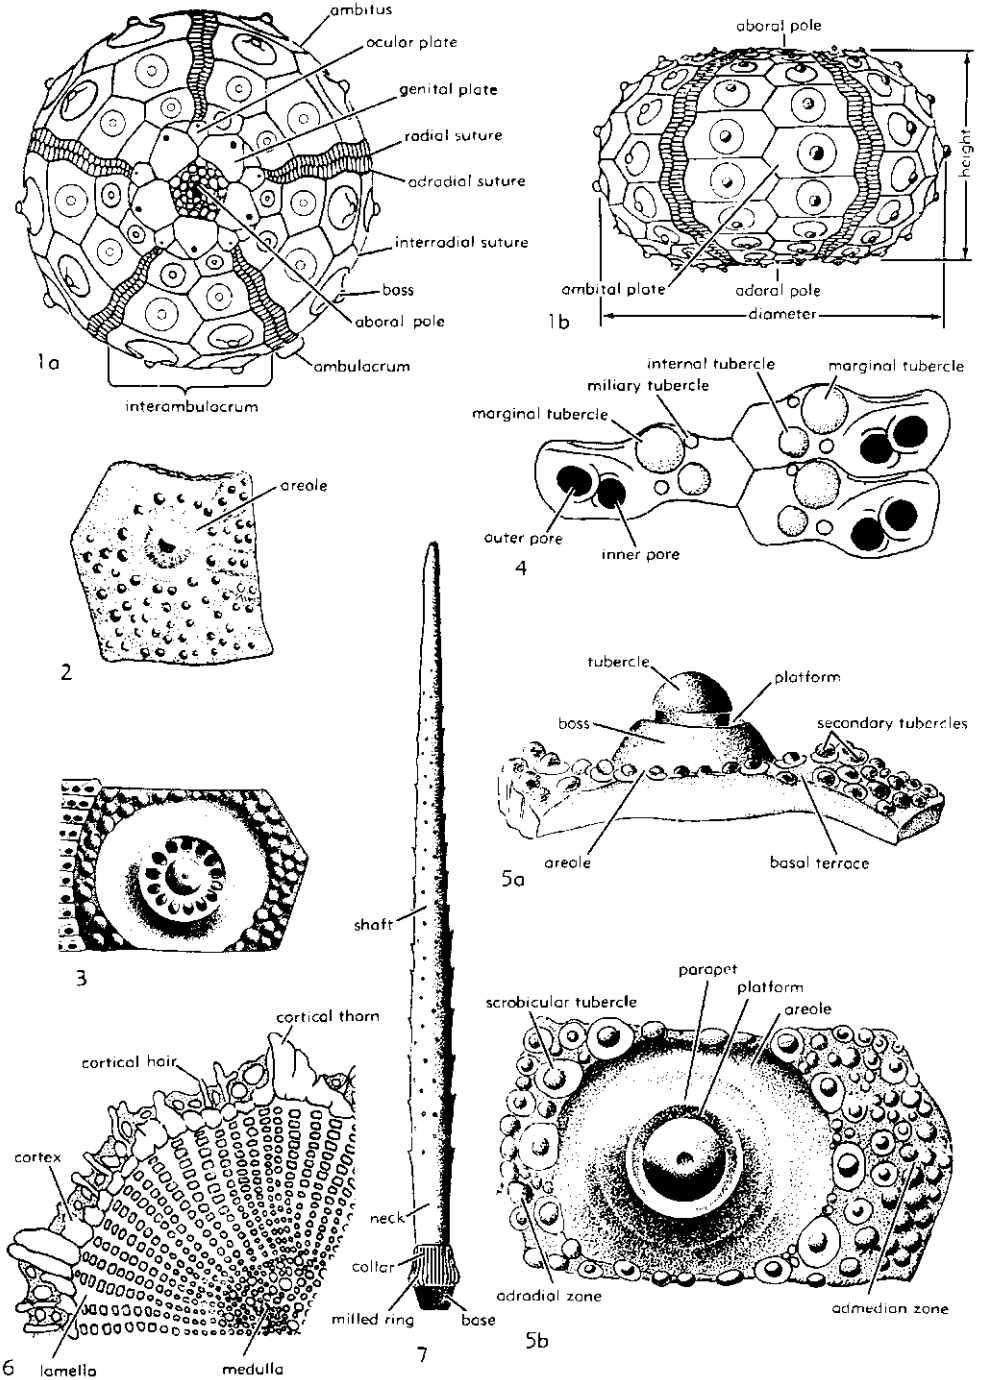 ambitus
ocular plate
genital plate
radial suture
adradial suture
interradial suture
boss
aboral pole
ambulacrum
interambulacrum
1a
aboral pole
height
ambital plate
adoral pole
diameter
1b
areole
2
internal tubercle
marginal tubercle
miliary tubercle
marginal tubercle
outer pore
inner pore
4
tubercle
platform
boss
secondary tubercles
areole
basal terrace
5a
3
shaft
neck
collar
milled ring
base
7
parapet
platform
areole
scrobicular tubercle
adradial zone
admedian zone
5b
cortical thorn
cortical hair
cortex
lamella
medulla
6